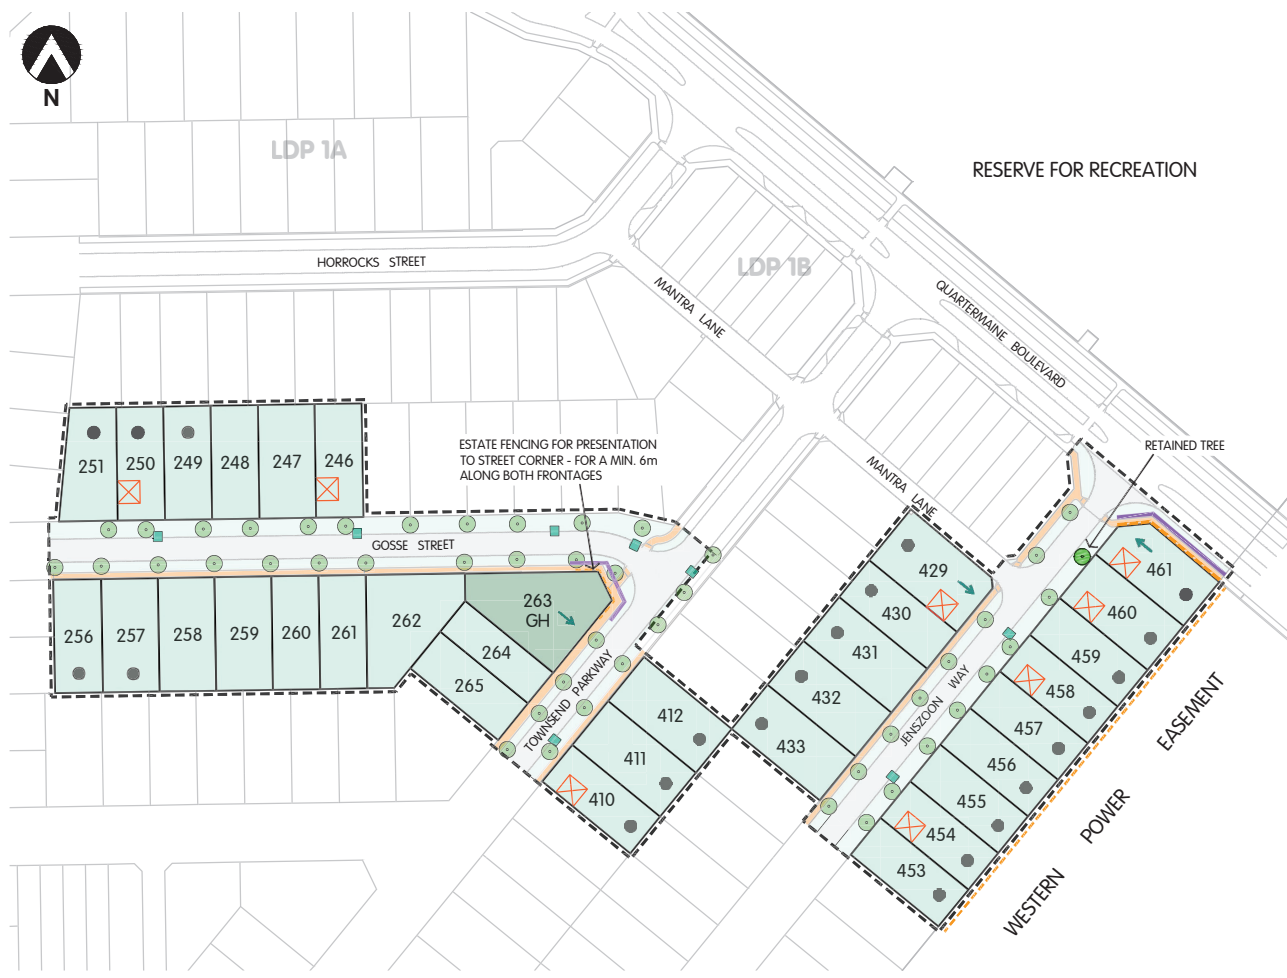 N
LDP 1A
RESERVE FOR RECREATION
HORROCKS STREET
LDP 1B
MANTRA LANE
QUARTERMAINE BOULEVARD
ESTATE FENCING FOR PRESENTATION
TO STREET CORNER - FOR A MIN. 6m
ALONG BOTH FRONTAGES
RETAINED TREE
MANTRA LANE
251
250
249
248
247
246
GOSSE STREET
256
257
258
259
260
261
262
263
GH
264
265
TOWNSEND PARKWAY
412
411
410
429
430
431
432
433
JENSZOON WAY
461
460
459
458
457
456
455
454
453
WESTERN POWER EASEMENT